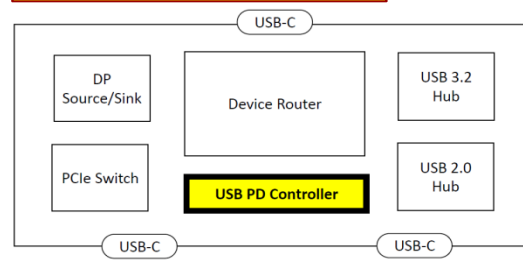 USB-C
DP
Source/Sink
Device Router
USB 3.2
Hub
PCIe Switch
USB PD Controller
USB 2.0
Hub
USB-C
USB-C